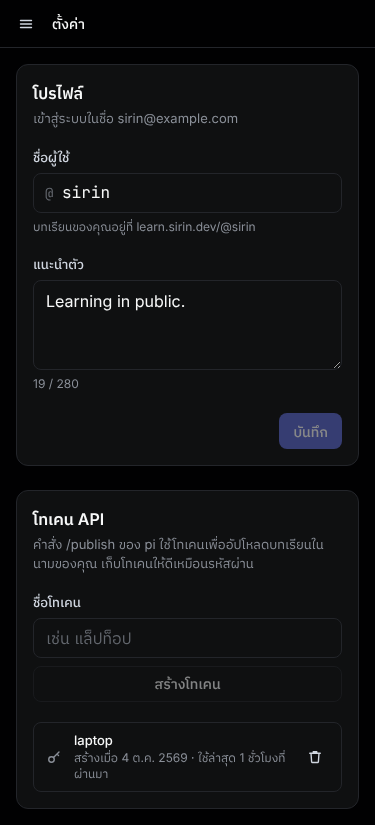 ตั้งค่า
โปรไฟล์
เข้าสู่ระบบในชื่อ sirin@example.com
ชื่อผู้ใช้
@ sirin
บทเรียนของคุณอยู่ที่ learn.sirin.dev/@sirin
แนะนำตัว
Learning in public.
19 / 280
บันทึก
โทเคน API
คำสั่ง /publish ของ pi ใช้โทเคนเพื่ออัปโหลดบทเรียนใน
นามของคุณ เก็บโทเคนให้ดีเหมือนรหัสผ่าน
ชื่อโทเคน
เช่น แล็ปท็อป
สร้างโทเคน
laptop
สร้างเมื่อ 4 ต.ค. 2569 · ใช้ล่าสุด 1 ชั่วโมงที่
ผ่านมา